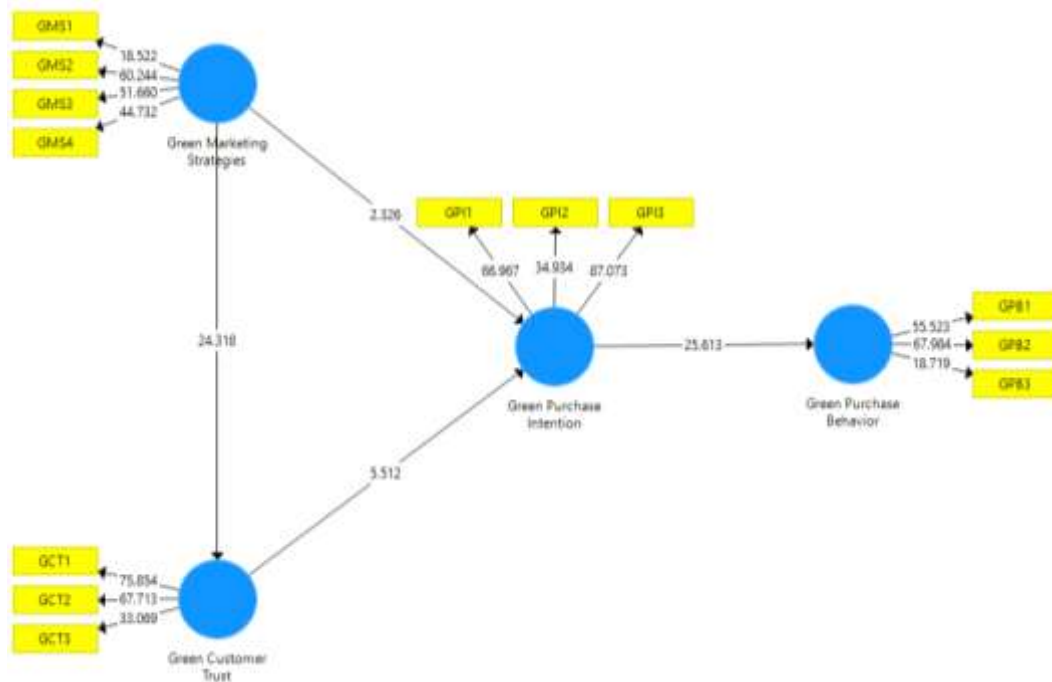 GMS1
18.522
GMS2
60.244
GMS3
51.660
GMS4
44.732
Green Marketing
Strategies
2.326
GPI1
GPI2
GPI3
66.967
34.934
87.073
24.318
25.613
GPB1
55.523
GPB2
67.984
GPB3
18.719
Green Purchase
Intention
Green Purchase
Behavior
5.512
GCT1
75.854
GCT2
67.713
GCT3
33.069
Green Customer
Trust